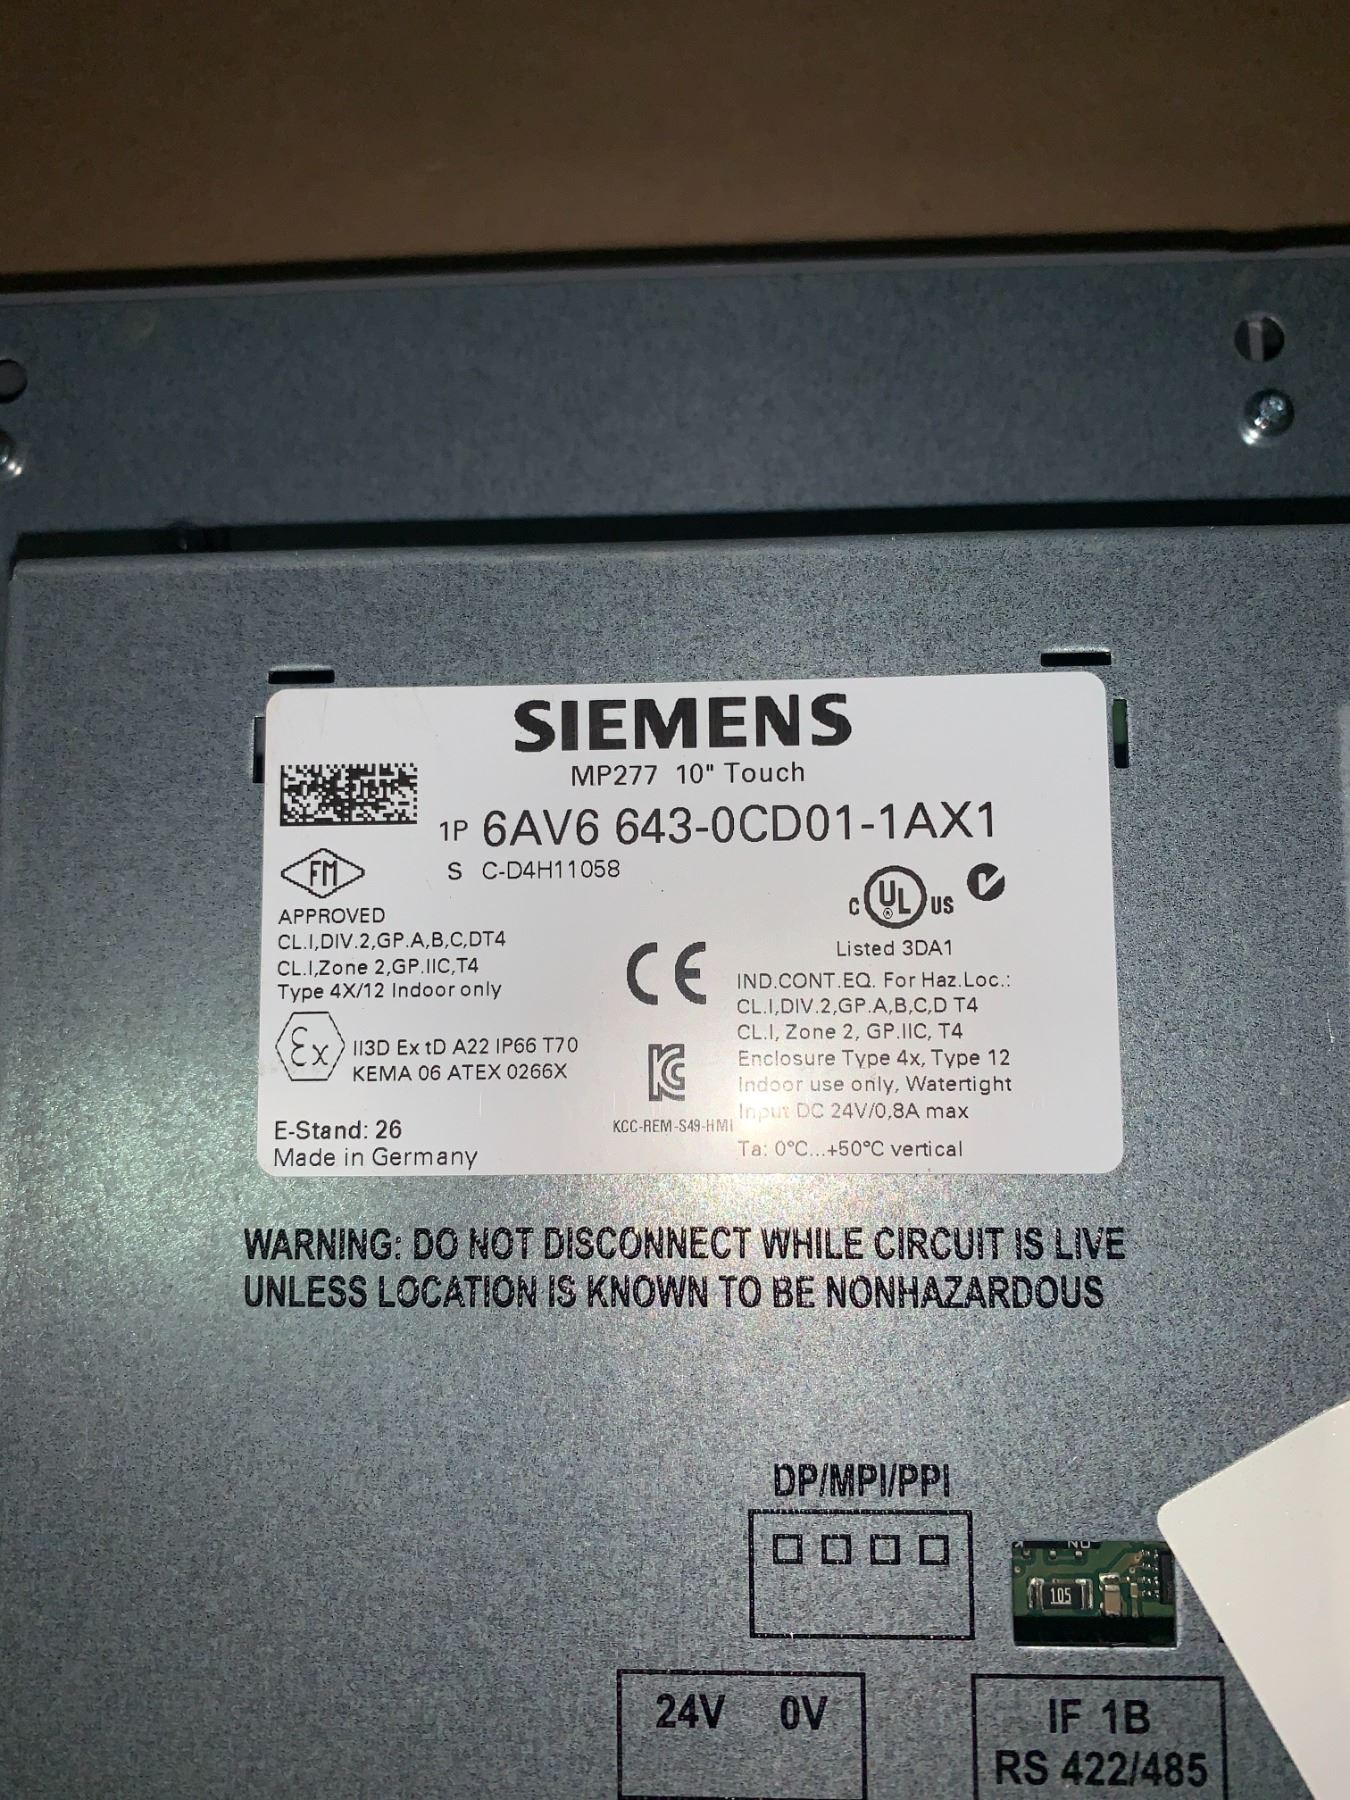 SIEMENS
MP277 10" Touch
1P 6AV6 643-0CD01-1AX1
S C-D4H11058
FM
APPROVED
CL.I,DIV.2,GP.A,B,C,DT4
CL.I,Zone 2,GP.IIC,T4
Type 4X/12 Indoor only
Ex II3D Ex tD A22 IP66 T70
KEMA 06 ATEX 0266X
E-Stand: 26
Made in Germany
CE
KC
KCC-REM-S49-HMI
C UL ® US
Listed 3DA1
IND.CONT.EQ. For Haz.Loc.:
CL.I,DIV.2,GP.A,B,C,D T4
CL.I, Zone 2, GP.IIC, T4
Enclosure Type 4x, Type 12
Indoor use only, Watertight
Input DC 24V/0,8A max
Ta: 0°C...+50°C vertical
WARNING: DO NOT DISCONNECT WHILE CIRCUIT IS LIVE
UNLESS LOCATION IS KNOWN TO BE NONHAZARDOUS
DP/MPI/PPI
105
24V 0V
IF 1B
RS 422/485